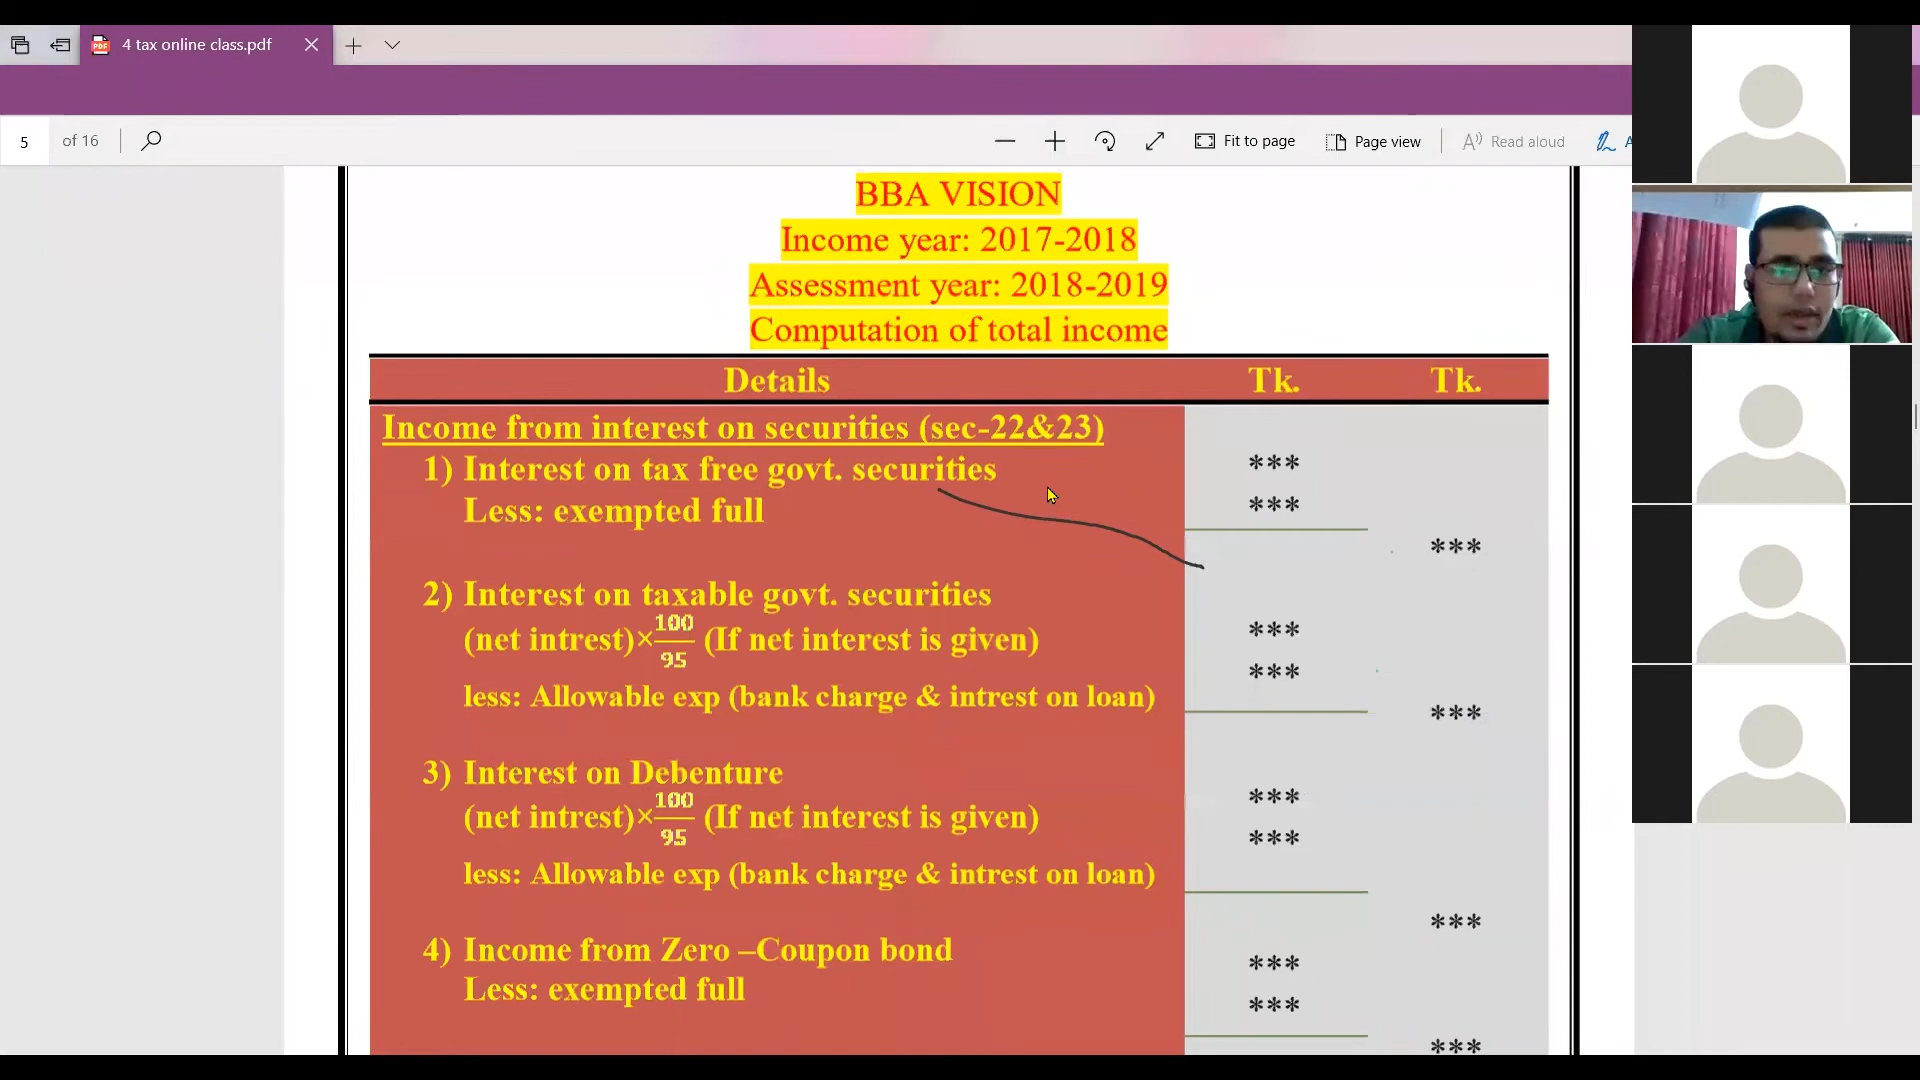 4 tax online class.pdf
5 of 16 Fit to page Page view Read aloud
BBA VISION
Income year: 2017-2018
Assessment year: 2018-2019
Computation of total income
Details Tk. Tk.
Income from interest on securities (sec-22&23)
1) Interest on tax free govt. securities ***
Less: exempted full ***
***
2) Interest on taxable govt. securities
(net intrest)×100/95 (If net interest is given) ***
***
less: Allowable exp (bank charge & intrest on loan) ***
3) Interest on Debenture
(net intrest)×100/95 (If net interest is given) ***
***
less: Allowable exp (bank charge & intrest on loan)
***
4) Income from Zero –Coupon bond ***
Less: exempted full ***
***